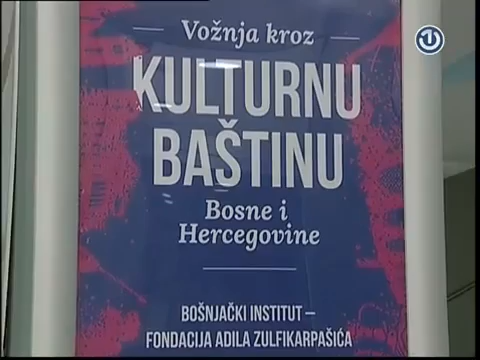 Vožnja kroz
KULTURNU
BAŠTINU
Bosne i
Hercegovine
BOŠNJAČKI INSTITUT –
FONDACIJA ADILA ZULFIKARPAŠIĆA